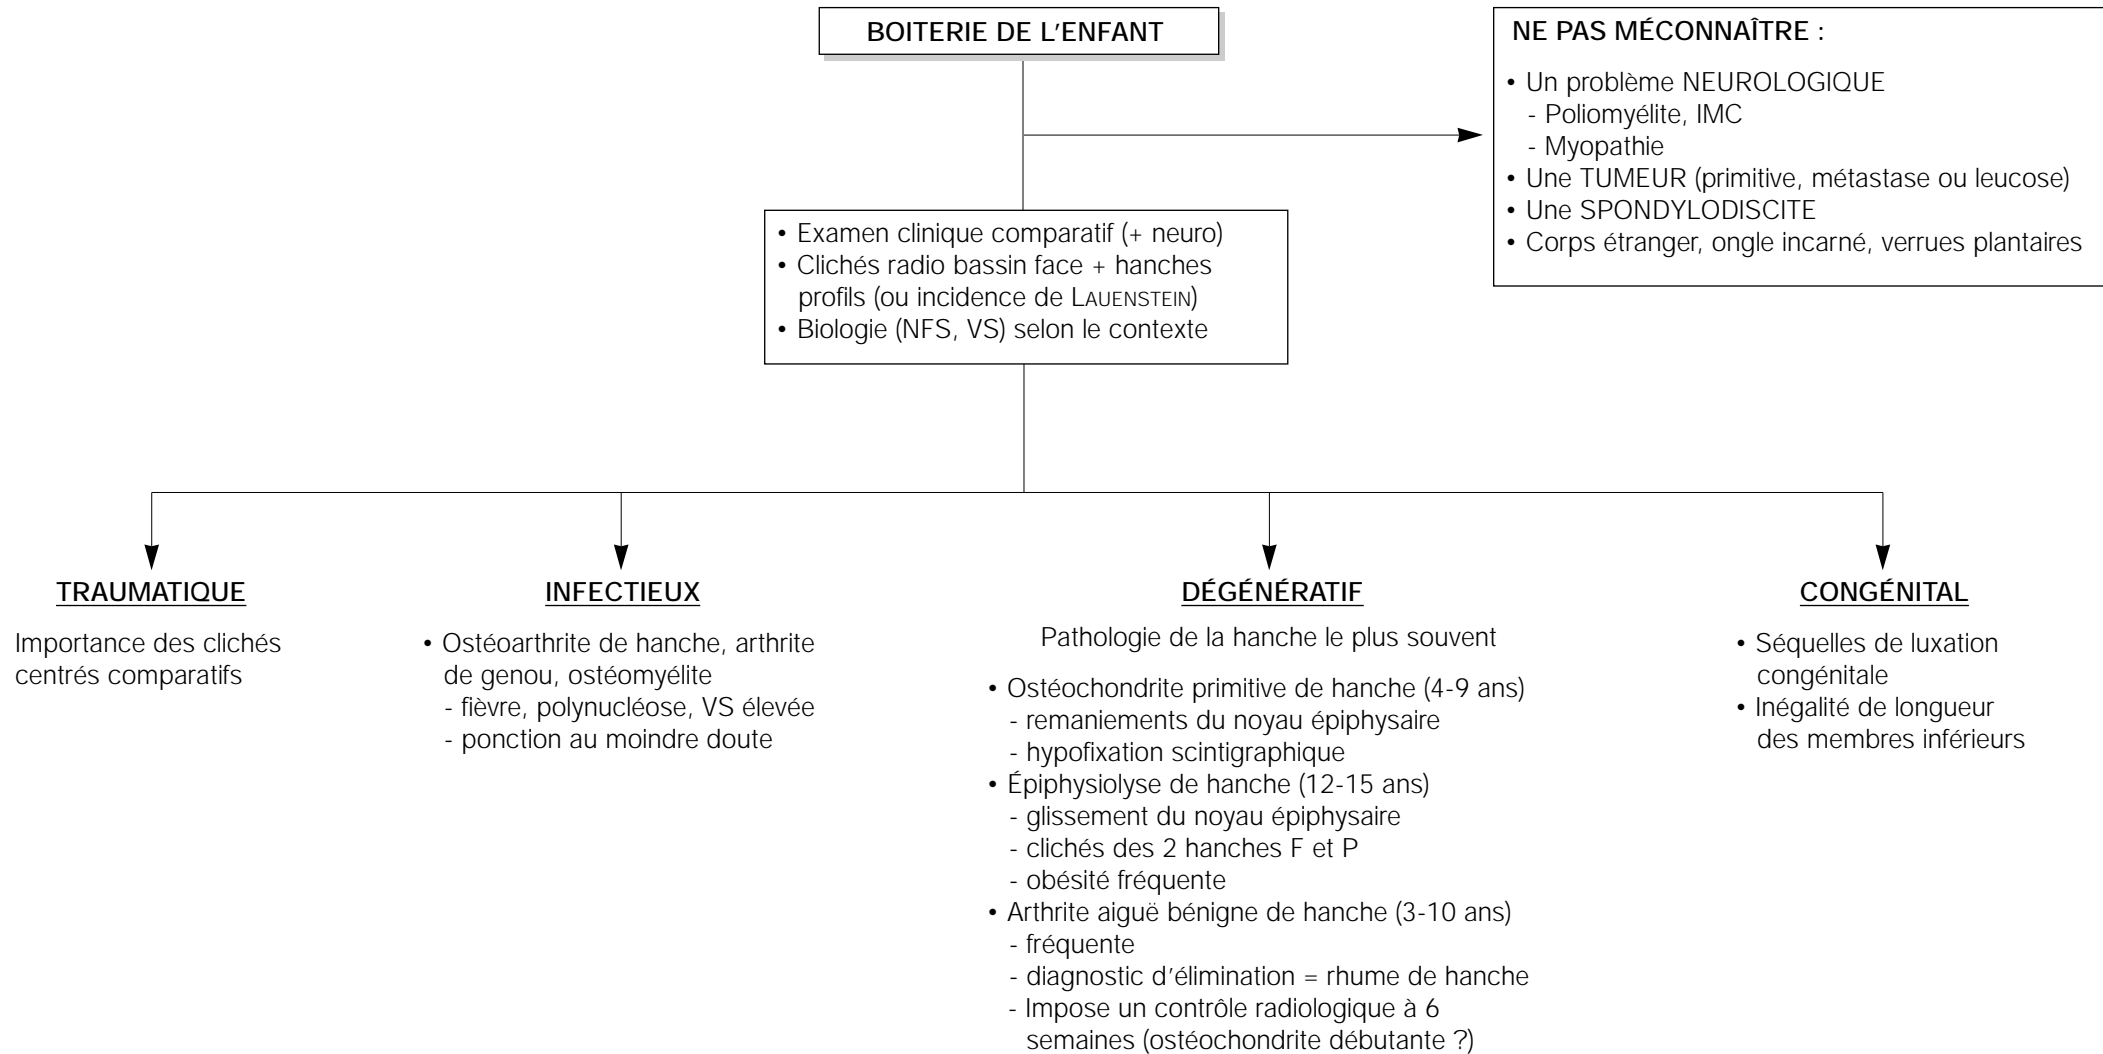 BOITERIE DE L'ENFANT
NE PAS MÉCONNAÎTRE :
• Un problème NEUROLOGIQUE
- Poliomyélite, IMC
- Myopathie
• Une TUMEUR (primitive, métastase ou leucose)
• Une SPONDYLODISCITE
• Corps étranger, ongle incarné, verrues plantaires
• Examen clinique comparatif (+ neuro)
• Clichés radio bassin face + hanches
profils (ou incidence de LAUENSTEIN)
• Biologie (NFS, VS) selon le contexte
TRAUMATIQUE
Importance des clichés
centrés comparatifs
INFECTIEUX
• Ostéoarthrite de hanche, arthrite
de genou, ostéomyélite
- fièvre, polynucléose, VS élevée
- ponction au moindre doute
DÉGÉNÉRATIF
Pathologie de la hanche le plus souvent
• Ostéochondrite primitive de hanche (4-9 ans)
- remaniements du noyau épiphysaire
- hypofixation scintigraphique
• Épiphysiolyse de hanche (12-15 ans)
- glissement du noyau épiphysaire
- clichés des 2 hanches F et P
- obésité fréquente
• Arthrite aiguë bénigne de hanche (3-10 ans)
- fréquente
- diagnostic d'élimination = rhume de hanche
- Impose un contrôle radiologique à 6
semaines (ostéochondrite débutante ?)
CONGÉNITAL
• Séquelles de luxation
congénitale
• Inégalité de longueur
des membres inférieurs